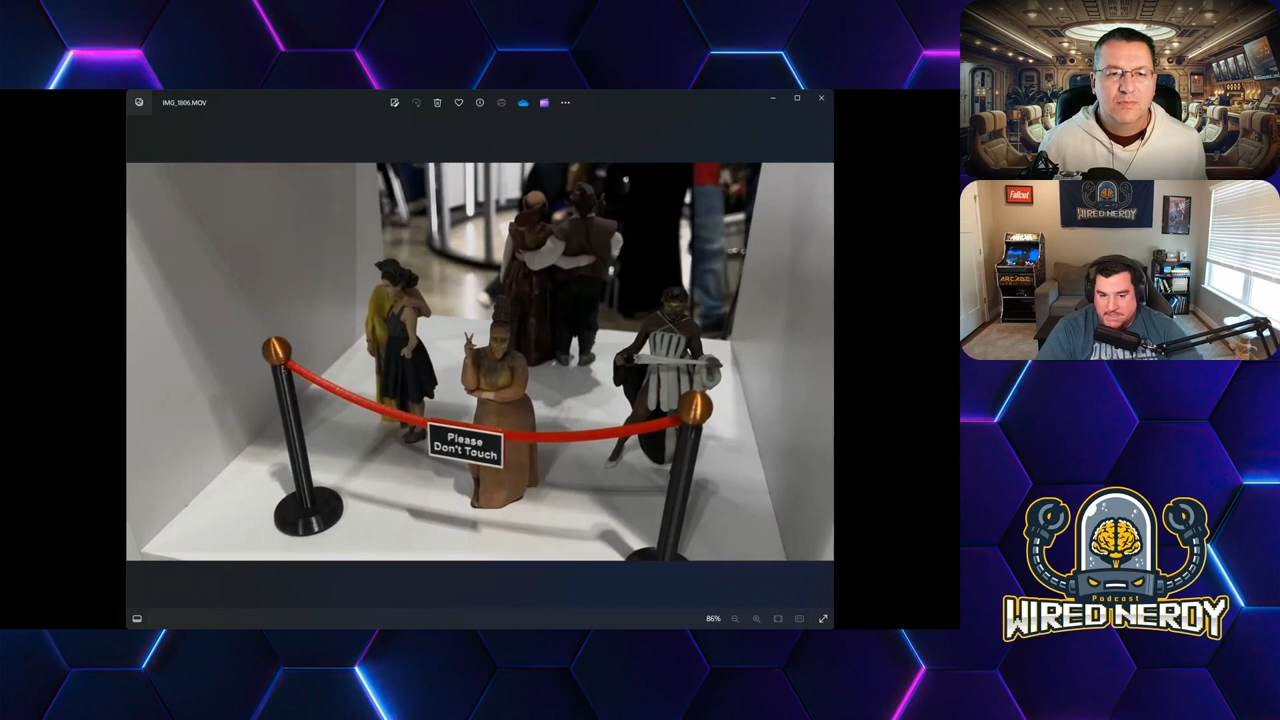 IMG_1806.MOV
Please
Don't Touch
86%
Fallout
WIRED NERDY
ARCADE
Podcast
WIRED NERDY